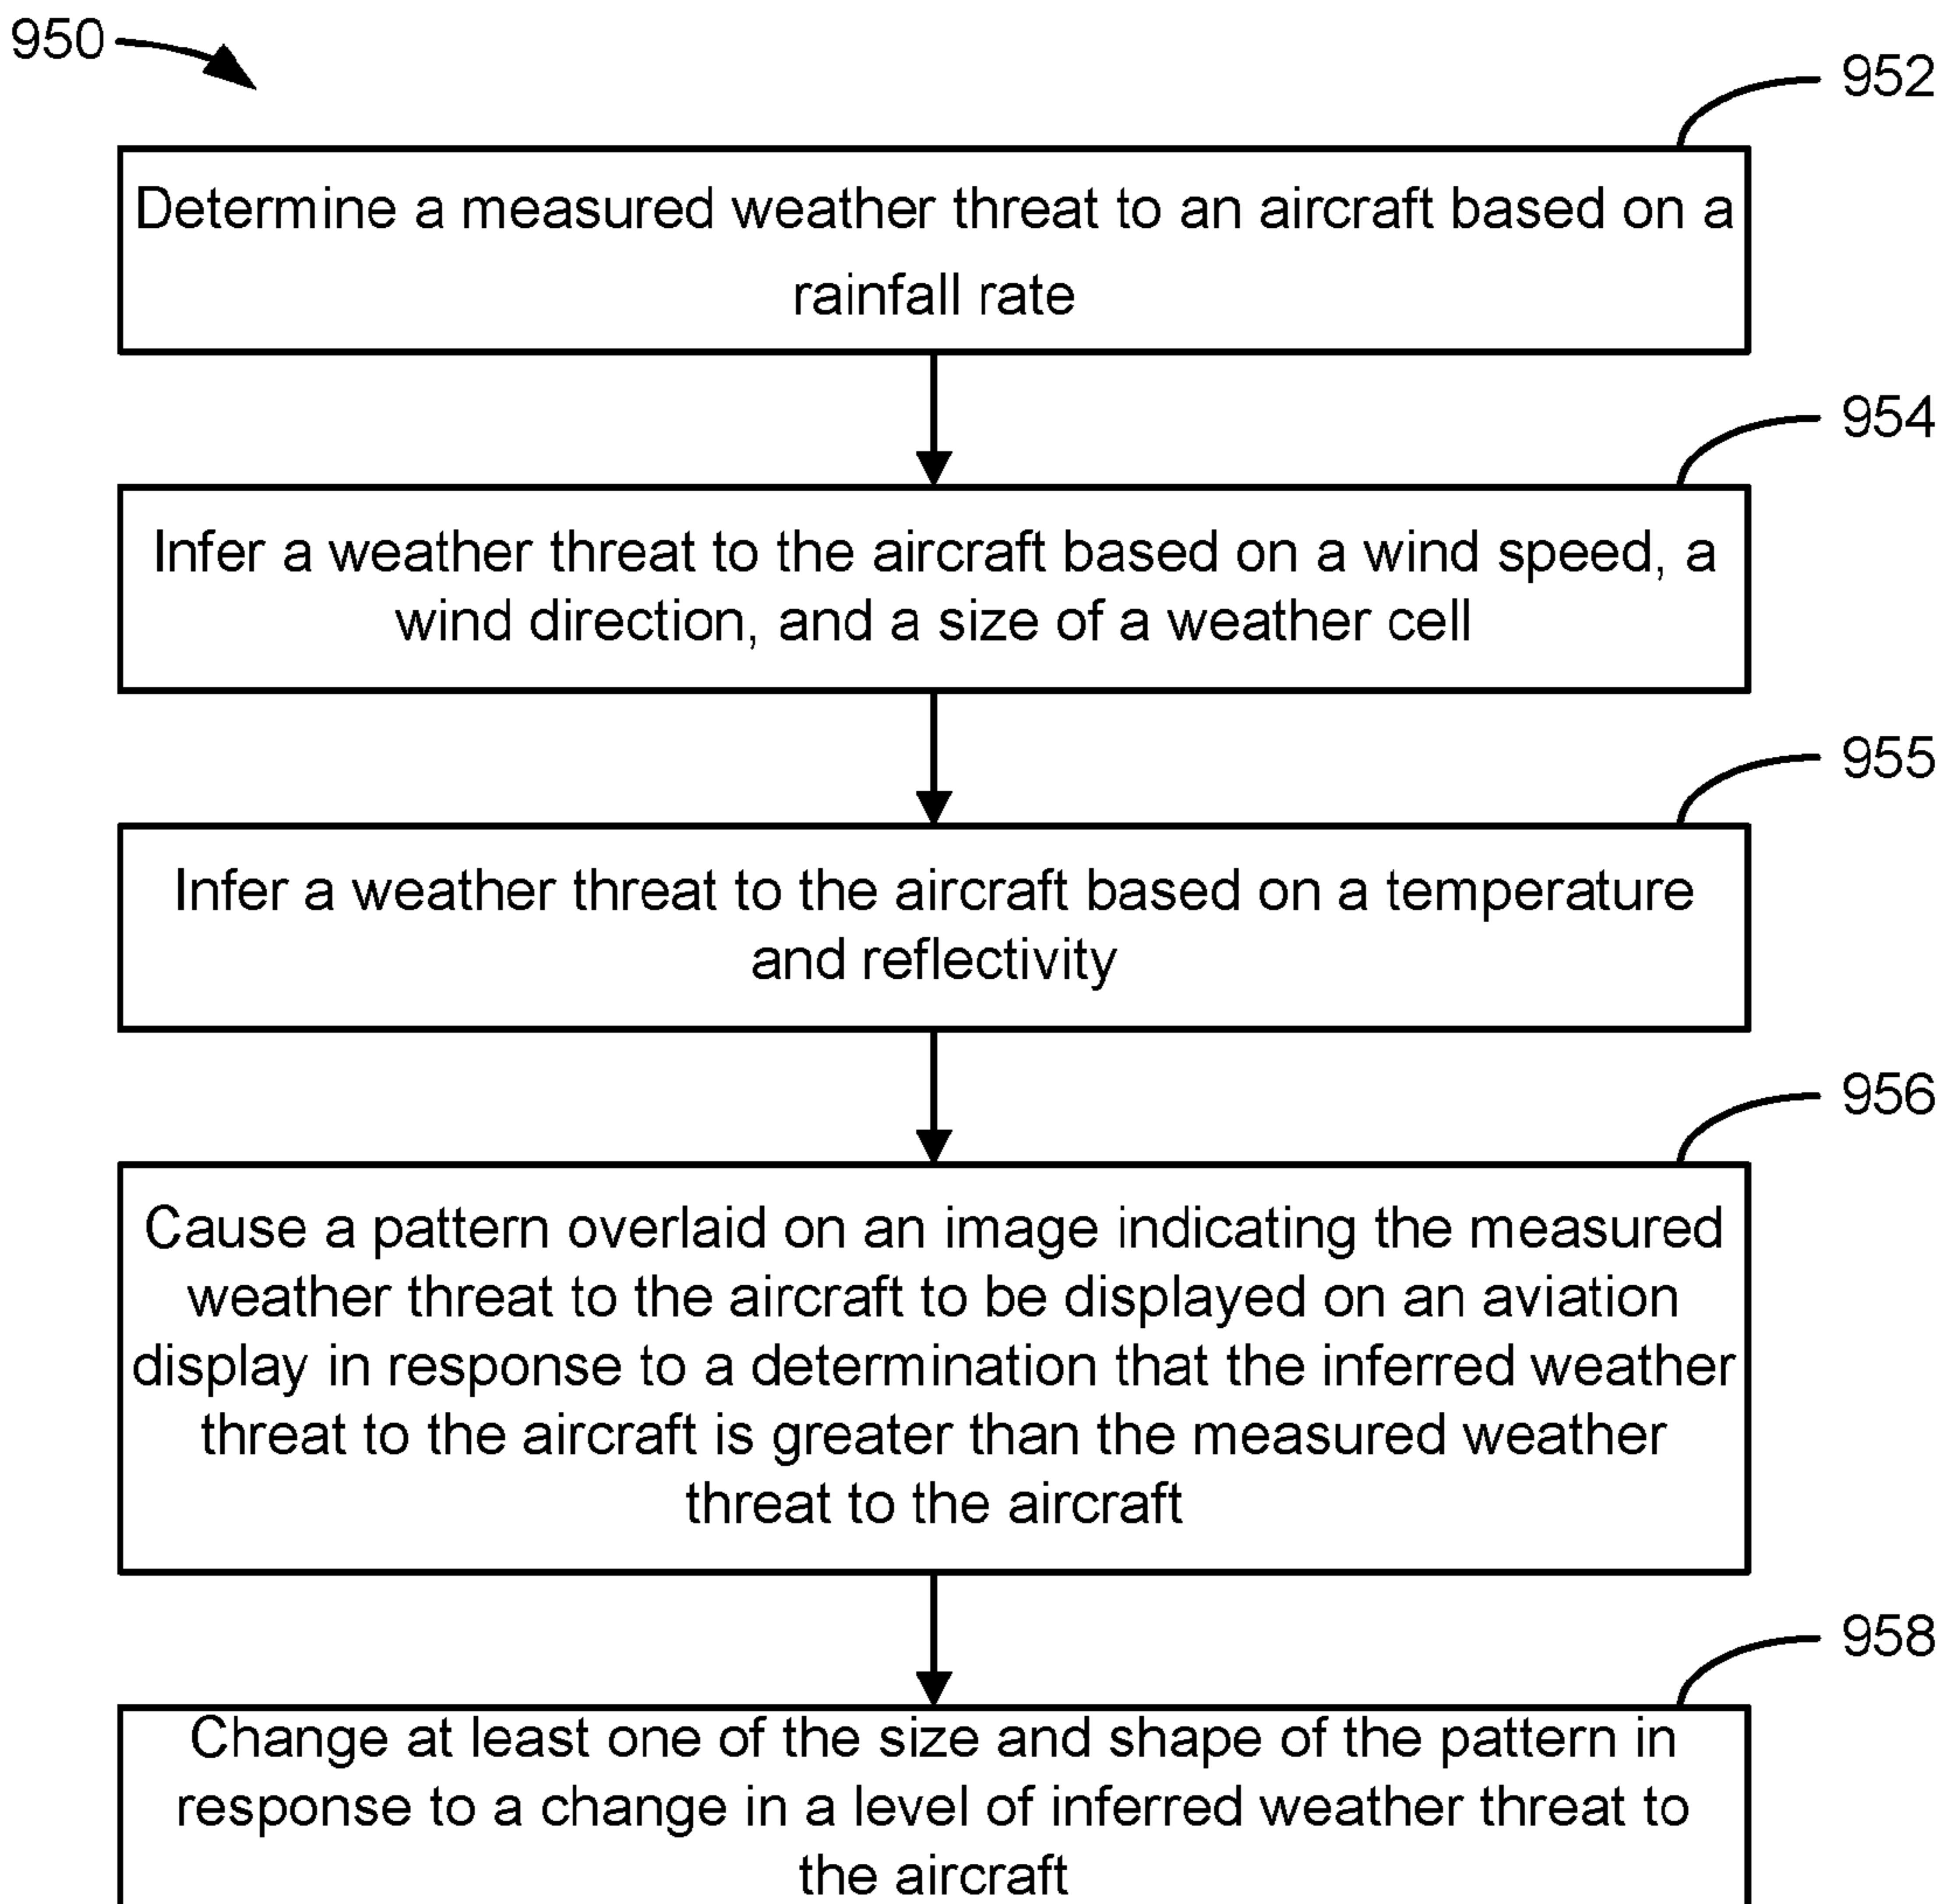 950
952
Determine a measured weather threat to an aircraft based on a
rainfall rate
954
Infer a weather threat to the aircraft based on a wind speed, a
wind direction, and a size of a weather cell
955
Infer a weather threat to the aircraft based on a temperature
and reflectivity
956
Cause a pattern overlaid on an image indicating the measured
weather threat to the aircraft to be displayed on an aviation
display in response to a determination that the inferred weather
threat to the aircraft is greater than the measured weather
threat to the aircraft
958
Change at least one of the size and shape of the pattern in
response to a change in a level of inferred weather threat to
the aircraft